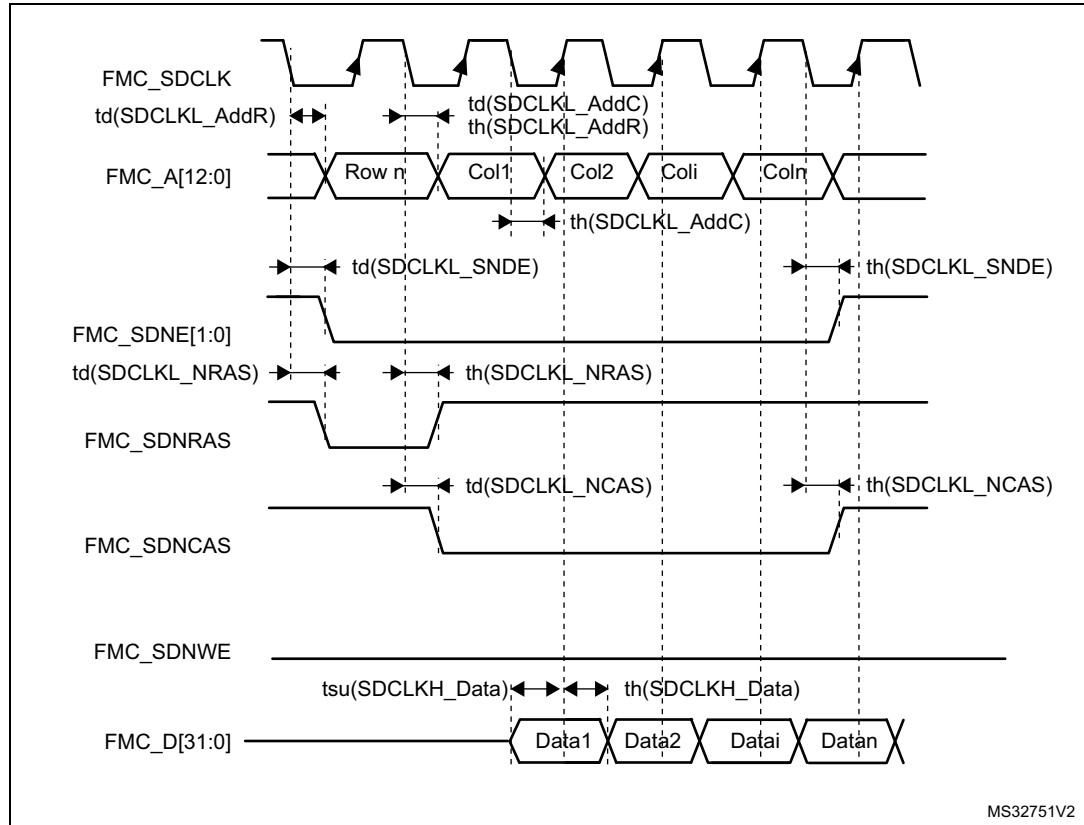 FMC_SDCLK
td(SDCLKL_AddR)
td(SDCLKL_AddC)
th(SDCLKL_AddR)
FMC_A[12:0]
Row n
Col1
Col2
Coli
Coln
th(SDCLKL_AddC)
td(SDCLKL_SNDE)
th(SDCLKL_SNDE)
FMC_SDNE[1:0]
td(SDCLKL_NRAS)
th(SDCLKL_NRAS)
FMC_SDNRAS
td(SDCLKL_NCAS)
th(SDCLKL_NCAS)
FMC_SDNCAS
FMC_SDNWE
tsu(SDCLKH_Data)
th(SDCLKH_Data)
FMC_D[31:0]
Data1
Data2
Datai
Datan
MS32751V2